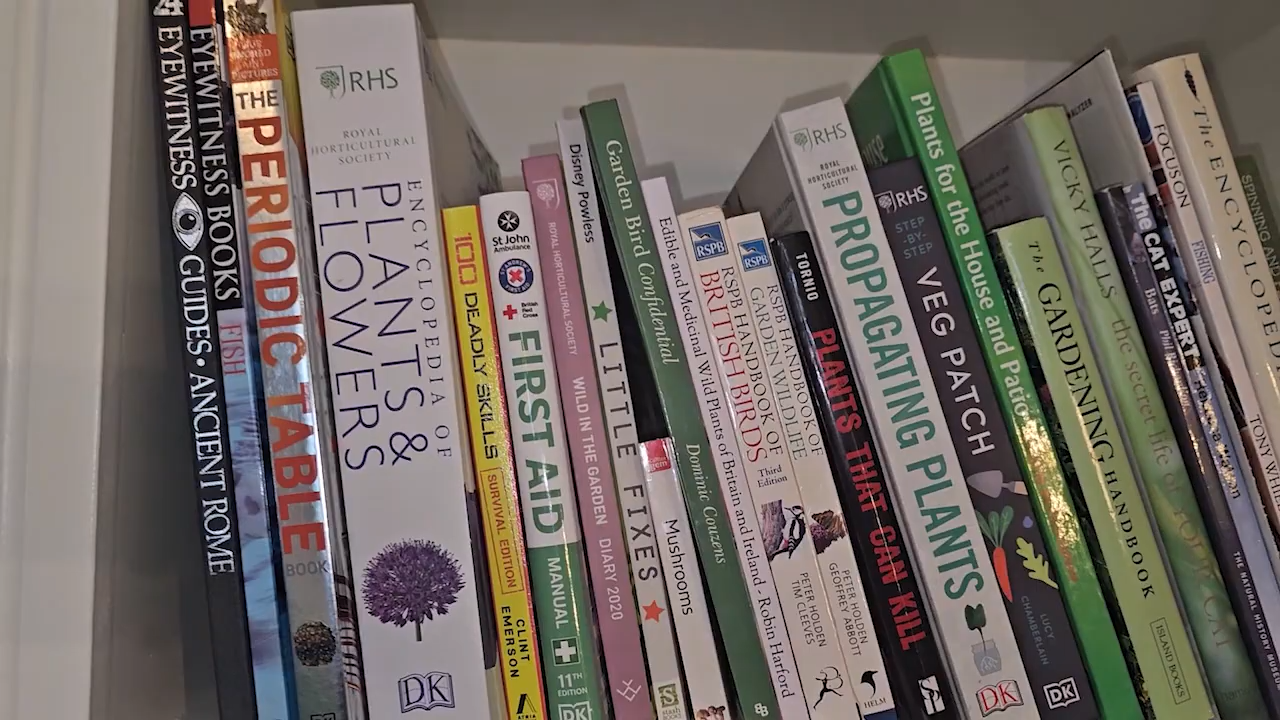 EYEWITNESS GUIDES • ANCIENT ROME
EYEWITNESS BOOKS
FISH
THE PERIODIC TABLE
BOOK
RHS
ROYAL
HORTICULTURAL
SOCIETY
ENCYCLOPEDIA OF
PLANTS &
FLOWERS
DK
100 DEADLY SKILLS
SURVIVAL EDITION
CLINT
EMERSON
St John
Ambulance
British
Red Cross
FIRST AID
MANUAL
11TH
EDITION
DK
ROYAL HORTICULTURAL SOCIETY
WILD IN THE GARDEN DIARY 2020
Disney Powless
LITTLE FIXES
Mushrooms
Garden Bird Confidential
Dominic Couzens
Edible and Medicinal Wild Plants of Britain and Ireland - Robin Harford
RSPB
RSPB HANDBOOK OF
BRITISH BIRDS
Third
Edition
PETER HOLDEN
TIM CLEEVES
RSPB
RSPB HANDBOOK OF
GARDEN WILDLIFE
PETER HOLDEN
GEOFFREY ABBOTT
HELM
TORNIO
PLANTS THAT CAN KILL
RHS
ROYAL
HORTICULTURAL
SOCIETY
PROPAGATING PLANTS
DK
RHS
STEP-
BY-
STEP
VEG PATCH
LUCY
CHAMBERLAIN
DK
Plants for the House and Patio
The GARDENING HANDBOOK
ISLAND BOOKS
VICKY HALLS the secret life of YOUR CAT
The CAT EXPERT
Bats
THE NATURAL HISTORY MUSEUM
FOCUS ON
FISHING
TONY
The ENCYCLOPED
SPINNING AND